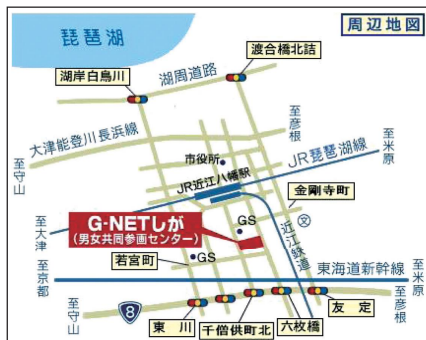 周辺地図
琵琶湖
渡合橋北詰
湖岸白鳥川
湖周道路
至彦根
大津能登川長浜線
至守山
市役所
JR琵琶湖線
至米原
JR近江八幡駅
金剛寺町
至大津
G-NETしが
(男女共同参画センター)
GS
文
近江鉄道
若宮町
GS
至京都
東海道新幹線
至米原
8
至守山
至彦根
東川
千僧供町北
六枚橋
友定